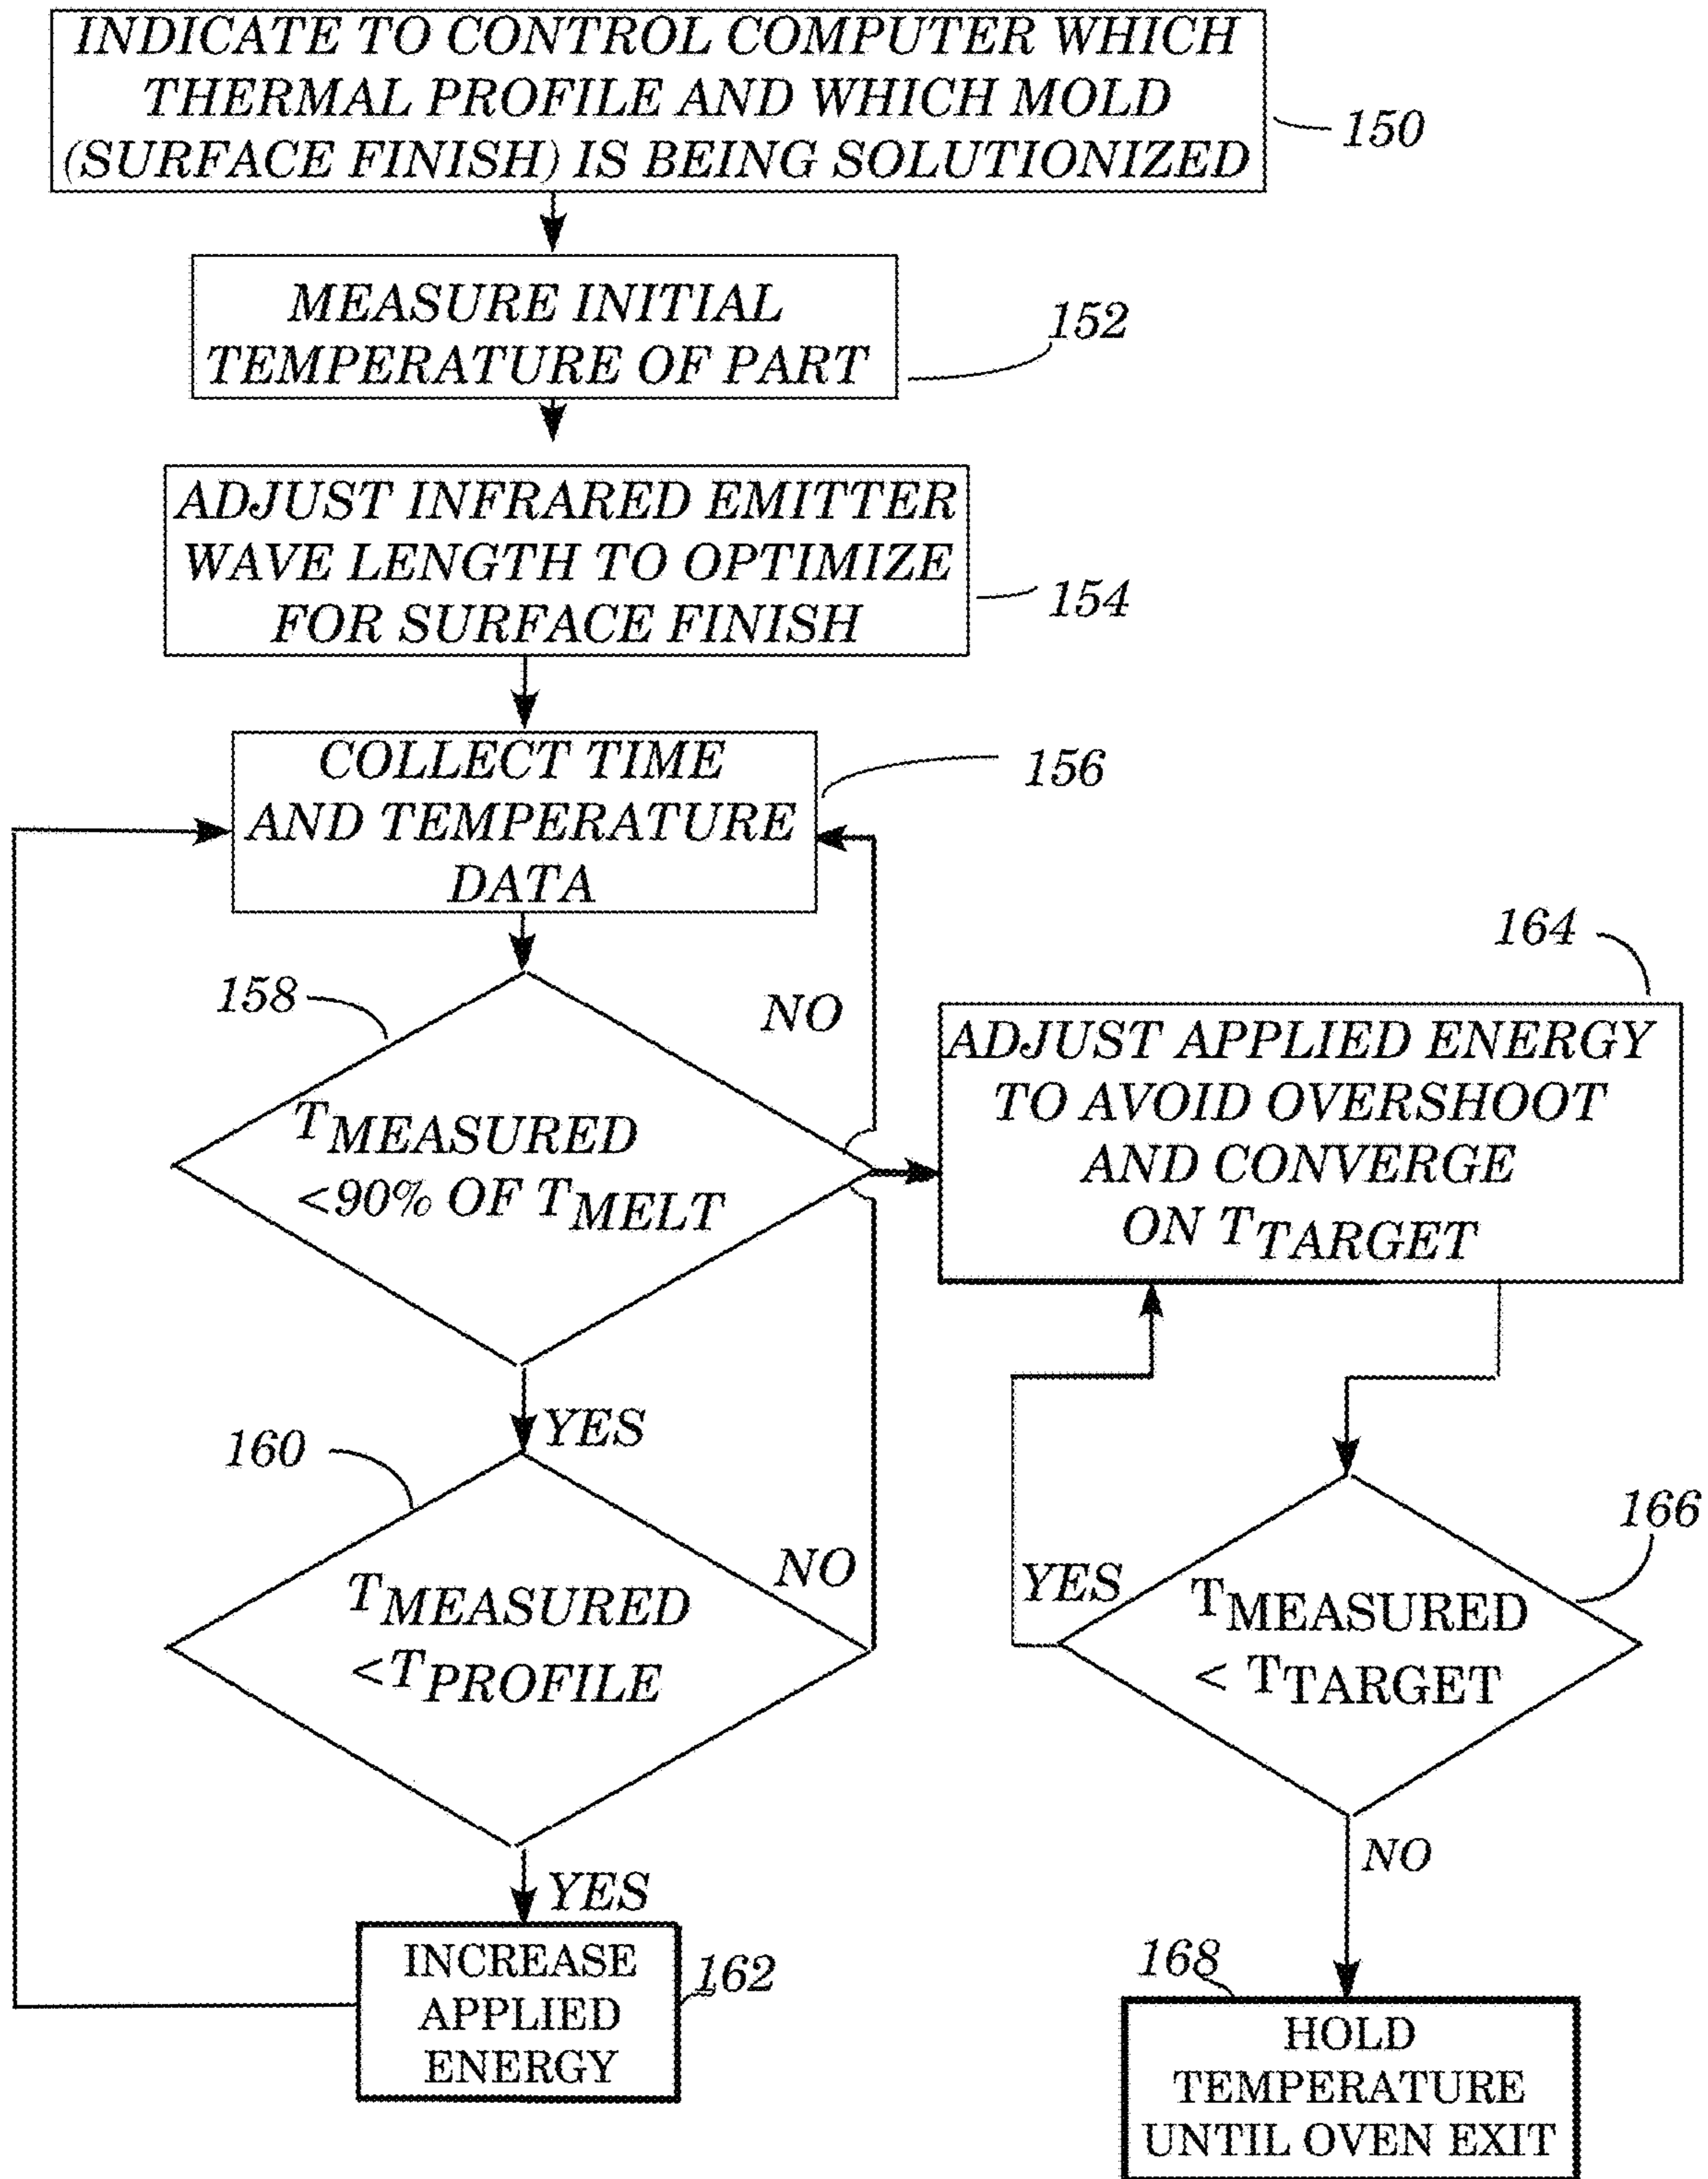 INDICATE TO CONTROL COMPUTER WHICH
THERMAL PROFILE AND WHICH MOLD
(SURFACE FINISH) IS BEING SOLUTIONIZED
150
MEASURE INITIAL
TEMPERATURE OF PART
152
ADJUST INFRARED EMITTER
WAVE LENGTH TO OPTIMIZE
FOR SURFACE FINISH
154
COLLECT TIME
AND TEMPERATURE
DATA
156
158
NO
TMEASURED
<90% OF TMELT
164
ADJUST APPLIED ENERGY
TO AVOID OVERSHOOT
AND CONVERGE
ON TTARGET
YES
160
NO
TMEASURED
<TPROFILE
166
YES
TMEASURED
< TTARGET
YES
NO
INCREASE
APPLIED
ENERGY
162
168
HOLD
TEMPERATURE
UNTIL OVEN EXIT